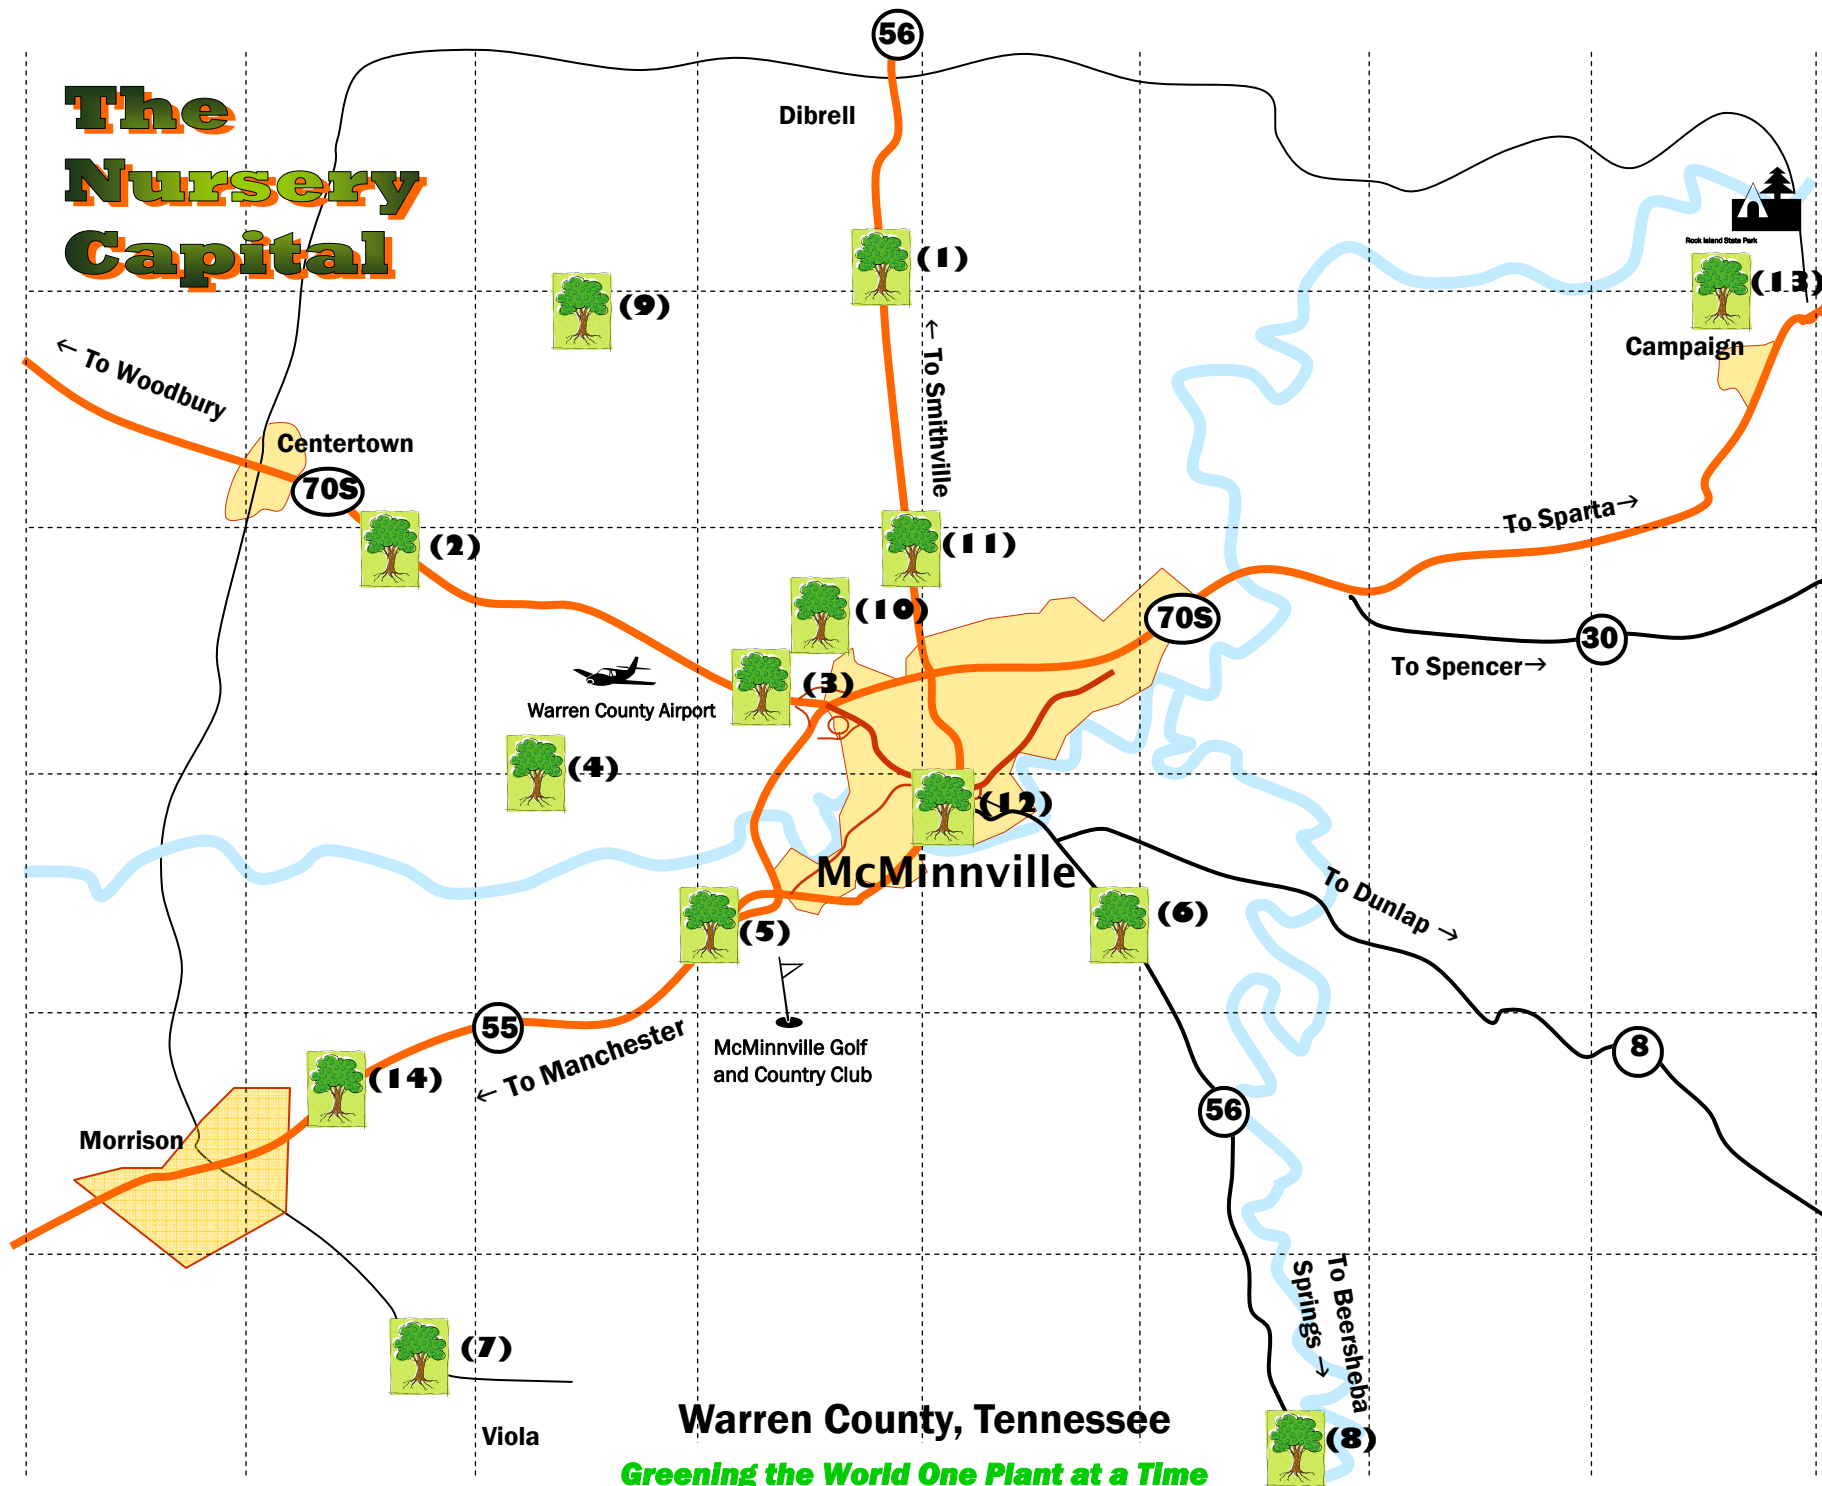 56
The
Nursery
Capital
Dibrell
Rock Island State Park
(1)
(9)
(13)
← To Woodbury
← To Smithville
Campaign
Centertown
70S
To Sparta→
(2)
(11)
(10)
70S
30
To Spencer→
(3)
Warren County Airport
(4)
(12)
McMinnville
To Dunlap →
(6)
(5)
55
← To Manchester
McMinnville Golf
and Country Club
8
(14)
56
Morrison
To Beersheba
Springs →
(7)
Viola
Warren County, Tennessee
(8)
Greening the World One Plant at a Time